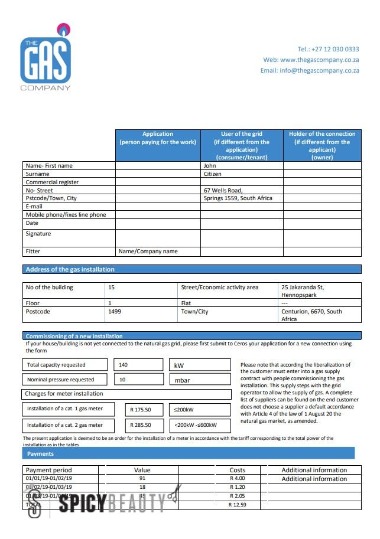 THE
GAS
COMPANY
Tel.: +27 12 030 0333
Web: www.thegascompany.co.za
Email: info@thegascompany.co.za
Application (person paying for the work)
User of the grid (if different from the application) (consumer/tenant)
Holder of the connection (if different from the applicant) (owner)
Name- First name John
Surname Citizen
Commercial register
No- Street 67 Wells Road,
Pstcode/Town, City Springs 1559, South Africa
E-mail
Mobile phone/fixes line phone
Date
Signature
Fitter Name/Company name
Address of the gas installation
No of the building 15 Street/Economic activity area 25 Jakaranda St, Hennopspark
Floor 1 Flat ---
Postcode 1499 Town/City Centurion, 6670, South Africa
Commissioning of a new installation
If your house/building is not yet connected to the natural gas grid, please first submit to Cenos your application for a new connection using
the form
Total capacity requested 140 kW
Nominal pressure requested 10 mbar
Charges for meter installation
Installation of a cat. 1 gas meter R 175.50 ≤200kW
Installation of a cat. 2 gas meter R 285.50 <200kW -≤600kW
Please note that according the liberalization of
the customer must enter into a gas supply
contract with people commissioning the gas
installation. This supply steps with the grid
operator to allow the supply of gas. A complete
list of suppliers can be found on the end customer
does not choose a supplier a default accordance
with Article 4 of the law of 1 August 20 the
natural gas market, as amended.
The present application is deemed to be an order for the installation of a meter in accordance with the tariff corresponding to the total power of the
installation as in the tables
Payments
Payment period Value Costs Additional information
01/01/19-01/02/19 91 R 4.00 Additional information
01/02/19-01/03/19 18 R 1.20
R 2.05
R 12.59
SPICYBEAUTY